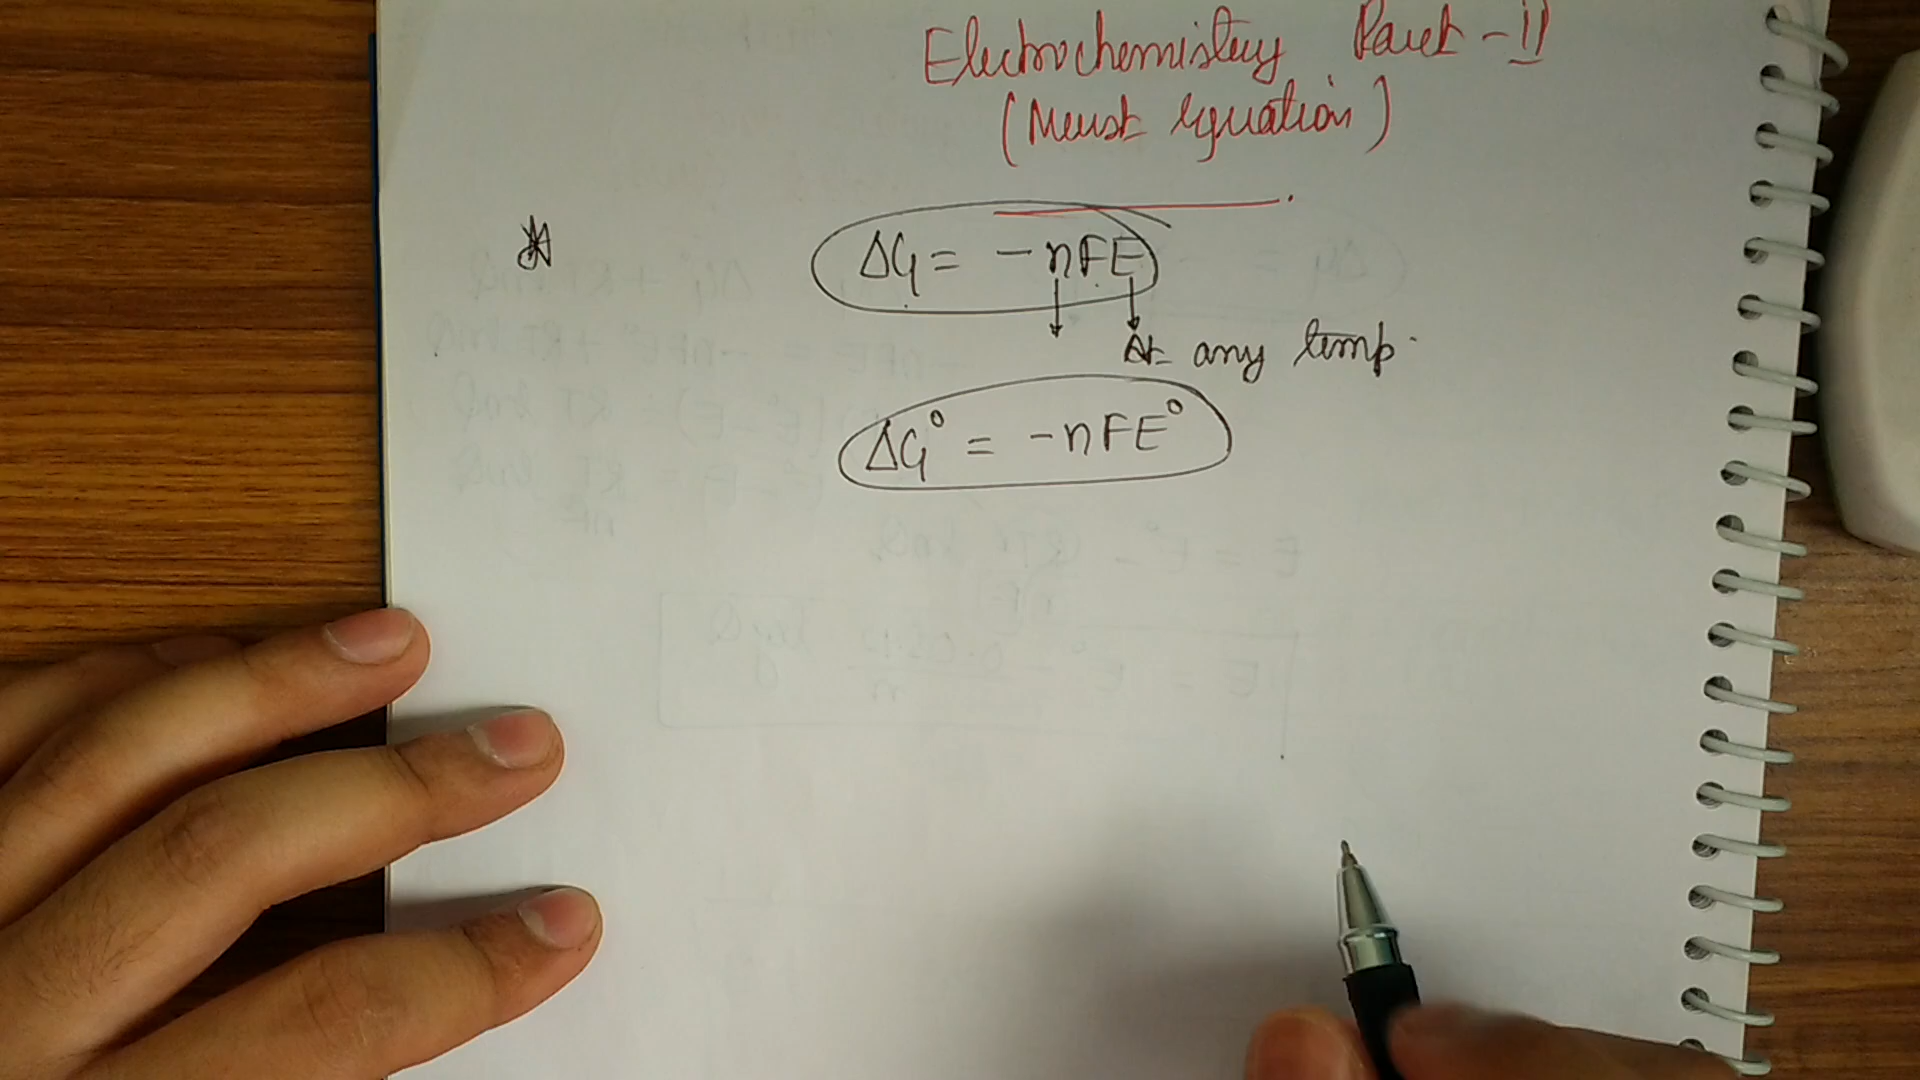 Electrochemistry Part - II
(Nernst equation)
ΔG = - nFE
At any temp.
ΔG° = - nFE°